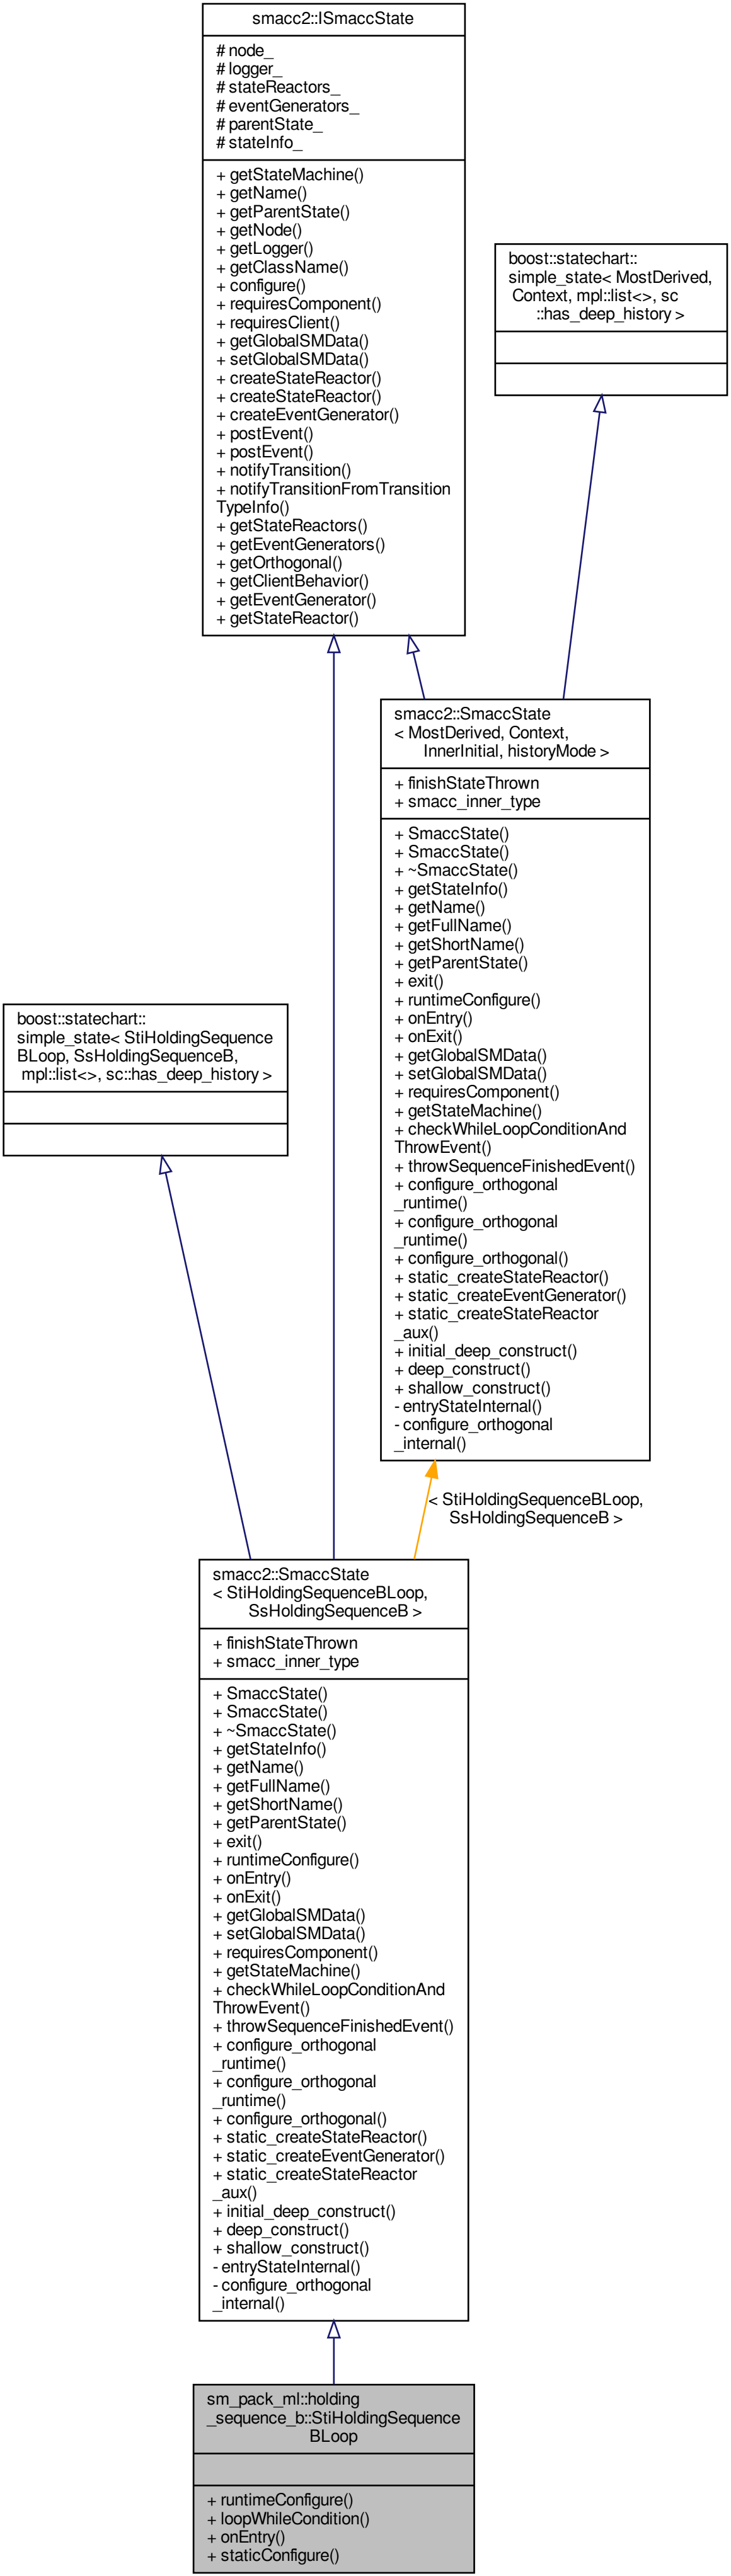 smacc2::ISmaccState
# node_
# logger_
# stateReactors_
# eventGenerators_
# parentState_
# stateInfo_
+ getStateMachine()
+ getName()
+ getParentState()
+ getNode()
+ getLogger()
+ getClassName()
+ configure()
+ requiresComponent()
+ requiresClient()
+ getGlobalSMData()
+ setGlobalSMData()
+ createStateReactor()
+ createStateReactor()
+ createEventGenerator()
+ postEvent()
+ postEvent()
+ notifyTransition()
+ notifyTransitionFromTransition
TypeInfo()
+ getStateReactors()
+ getEventGenerators()
+ getOrthogonal()
+ getClientBehavior()
+ getEventGenerator()
+ getStateReactor()
boost::statechart::
simple_state< MostDerived,
Context, mpl::list<>, sc
::has_deep_history >
smacc2::SmaccState
< MostDerived, Context,
InnerInitial, historyMode >
+ finishStateThrown
+ smacc_inner_type
+ SmaccState()
+ SmaccState()
+ ~SmaccState()
+ getStateInfo()
+ getName()
+ getFullName()
+ getShortName()
+ getParentState()
+ exit()
+ runtimeConfigure()
+ onEntry()
+ onExit()
+ getGlobalSMData()
+ setGlobalSMData()
+ requiresComponent()
+ getStateMachine()
+ checkWhileLoopConditionAnd
ThrowEvent()
+ throwSequenceFinishedEvent()
+ configure_orthogonal
_runtime()
+ configure_orthogonal
_runtime()
+ configure_orthogonal()
+ static_createStateReactor()
+ static_createEventGenerator()
+ static_createStateReactor
_aux()
+ initial_deep_construct()
+ deep_construct()
+ shallow_construct()
- entryStateInternal()
- configure_orthogonal
_internal()
boost::statechart::
simple_state< StiHoldingSequence
BLoop, SsHoldingSequenceB,
mpl::list<>, sc::has_deep_history >
< StiHoldingSequenceBLoop,
SsHoldingSequenceB >
smacc2::SmaccState
< StiHoldingSequenceBLoop,
SsHoldingSequenceB >
+ finishStateThrown
+ smacc_inner_type
+ SmaccState()
+ SmaccState()
+ ~SmaccState()
+ getStateInfo()
+ getName()
+ getFullName()
+ getShortName()
+ getParentState()
+ exit()
+ runtimeConfigure()
+ onEntry()
+ onExit()
+ getGlobalSMData()
+ setGlobalSMData()
+ requiresComponent()
+ getStateMachine()
+ checkWhileLoopConditionAnd
ThrowEvent()
+ throwSequenceFinishedEvent()
+ configure_orthogonal
_runtime()
+ configure_orthogonal
_runtime()
+ configure_orthogonal()
+ static_createStateReactor()
+ static_createEventGenerator()
+ static_createStateReactor
_aux()
+ initial_deep_construct()
+ deep_construct()
+ shallow_construct()
- entryStateInternal()
- configure_orthogonal
_internal()
sm_pack_ml::holding
_sequence_b::StiHoldingSequence
BLoop
+ runtimeConfigure()
+ loopWhileCondition()
+ onEntry()
+ staticConfigure()